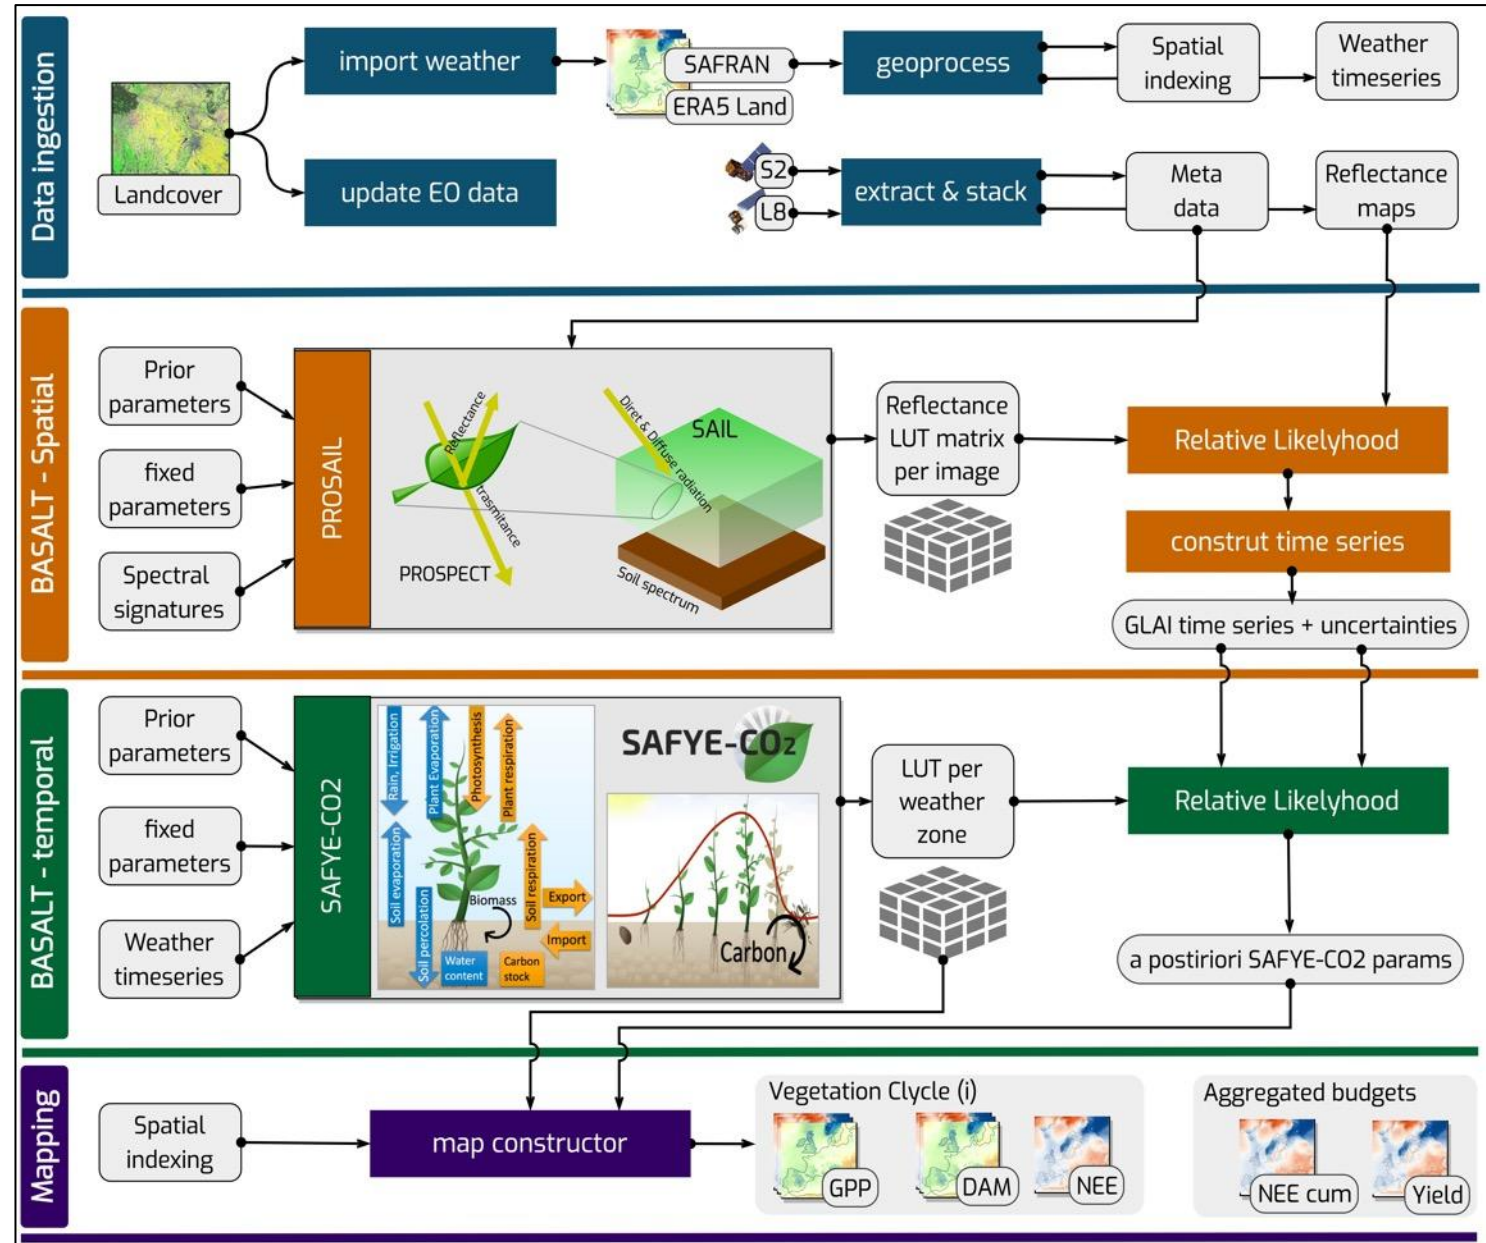 Data ingestion
Landcover
import weather
update EO data
SAFRAN
ERA5 Land
geoprocess
Spatial
indexing
Weather
timeseries
S2
L8
extract & stack
Meta
data
Reflectance
maps
BASALT - Spatial
Prior
parameters
fixed
parameters
Spectral
signatures
PROSAIL
Reflectance
trasmitance
PROSPECT
Diret & Diffuse radiation
SAIL
Soil spectrum
Reflectance
LUT matrix
per image
Relative Likelyhood
construt time series
GLAI time series + uncertainties
BASALT - temporal
Prior
parameters
fixed
parameters
Weather
timeseries
SAFYE-CO2
Rain, Irrigation
Plant Evaporation
Photosynthesis
Plant respiration
Soil evaporation
Soil percolation
Soil respiration
Biomass
Export
Import
Water
content
Carbon
stock
SAFYE-CO2
Carbon
LUT per
weather
zone
Relative Likelyhood
a postiriori SAFYE-CO2 params
Mapping
Spatial
indexing
map constructor
Vegetation Clycle (i)
GPP
DAM
NEE
Aggregated budgets
NEE cum
Yield